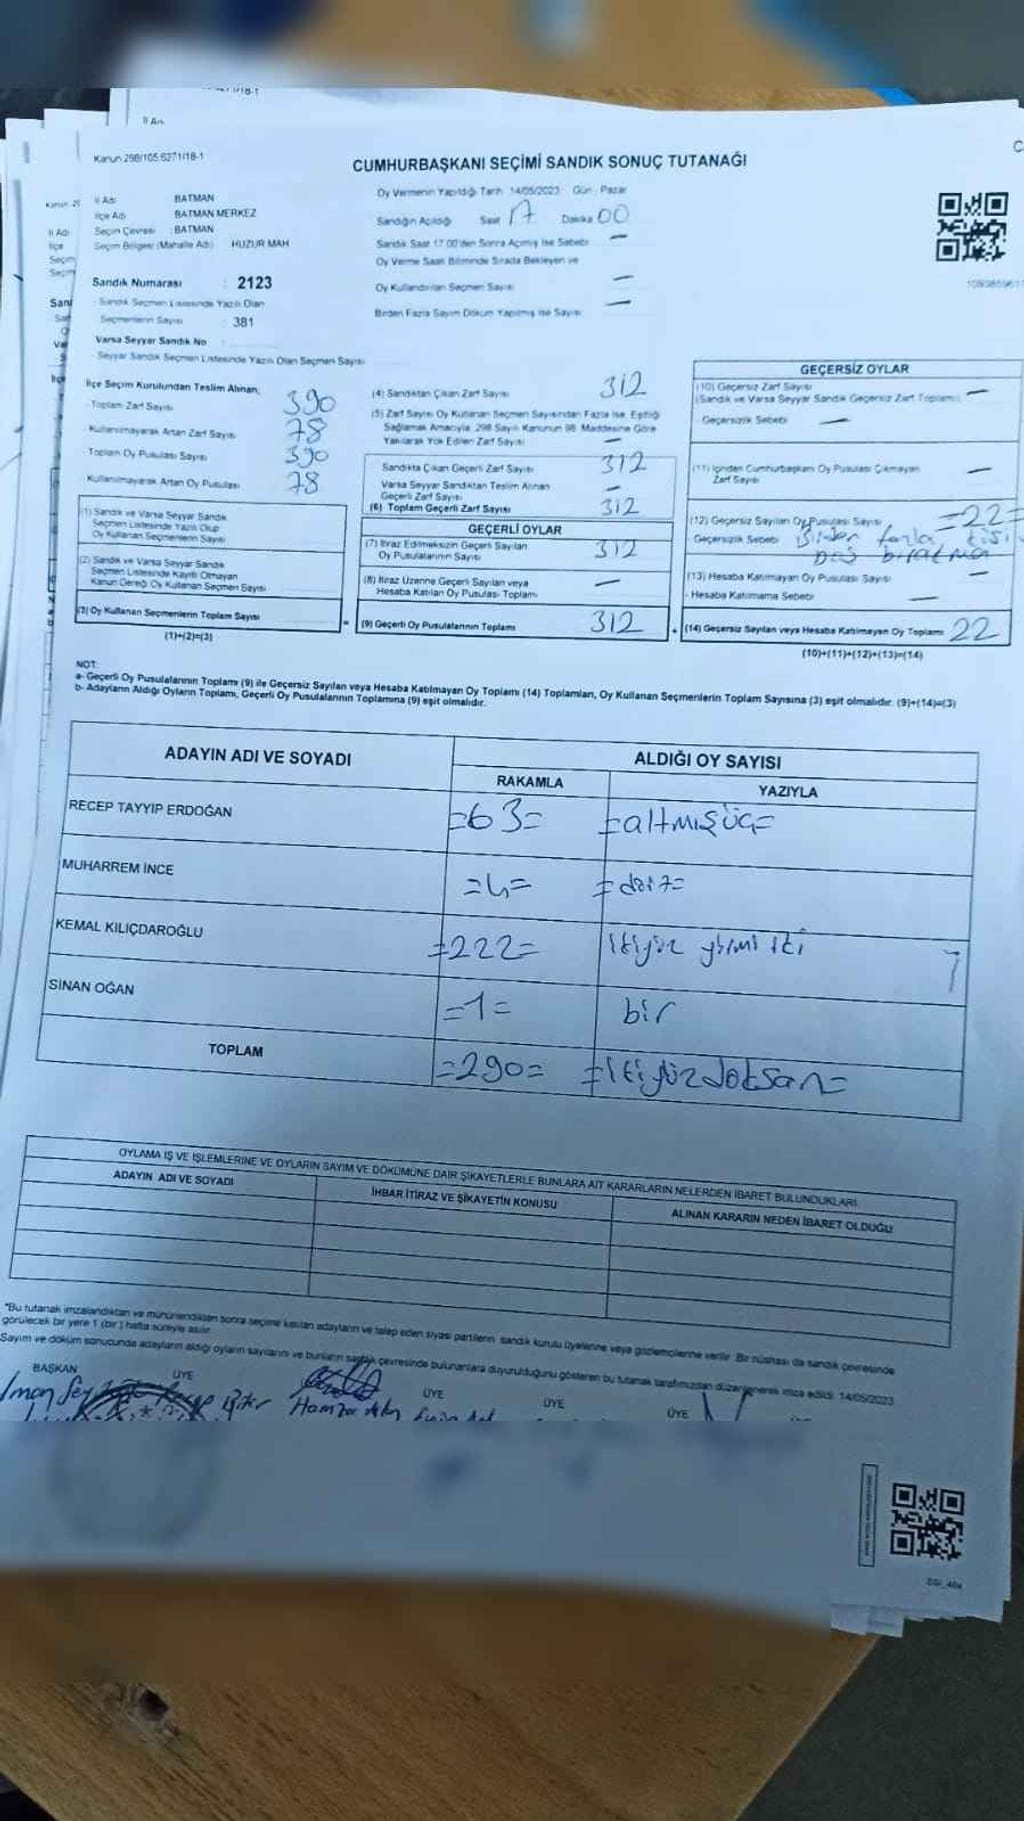 Kanun 298/105 6271/18-1
CUMHURBAŞKANI SEÇİMİ SANDIK SONUÇ TUTANAĞI
İl Adı BATMAN
İlçe Adı BATMAN MERKEZ
Seçim Çevresi : BATMAN
Seçim Bölgesi (Mahalle Adı) HUZUR MAH
Sandık Numarası : 2123
Sandık Seçmen Listesinde Yazılı Olan
Seçmenlerin Sayısı : 381
Varsa Seyyar Sandık No
Seyyar Sandık Seçmen Listesinde Yazılı Olan Seçmen Sayısı
Oy Vermenin Yapıldığı Tarih 14/05/2023 Gün : Pazar
Sandığın Açıldığı Saat 17 Dakika 00
Sandık Saat 17.00'den Sonra Açılmış İse Sebebi —
Oy Verme Saati Bitiminde Sırada Bekleyen ve
Oy Kullandırılan Seçmen Sayısı —
Birden Fazla Sayım Döküm Yapılmış İse Sayısı —
İlçe Seçim Kurulundan Teslim Alınan;
- Toplam Zarf Sayısı 390
- Kullanılmayarak Artan Zarf Sayısı 78
- Toplam Oy Pusulası Sayısı 390
- Kullanılmayarak Artan Oy Pusulası 78
(1) Sandık ve Varsa Seyyar Sandık
Seçmen Listesinde Yazılı Olup
Oy Kullanan Seçmenlerin Sayısı
(2) Sandık ve Varsa Seyyar Sandık
Seçmen Listesinde Kayıtlı Olmayan
Kanun Gereği Oy Kullanan Seçmen Sayısı
(3) Oy Kullanan Seçmenlerin Toplam Sayısı
(1)+(2)=(3)
(4) Sandıktan Çıkan Zarf Sayısı 312
(5) Zarf Sayısı Oy Kullanan Seçmen Sayısından Fazla İse, Eşitliği
Sağlamak Amacıyla, 298 Sayılı Kanunun 98. Maddesine Göre
Yakılarak Yok Edilen Zarf Sayısı —
Sandıkta Çıkan Geçerli Zarf Sayısı 312
Varsa Seyyar Sandıktan Teslim Alınan
Geçerli Zarf Sayısı —
(6) Toplam Geçerli Zarf Sayısı 312
GEÇERLİ OYLAR
(7) İtiraz Edilmeksizin Geçerli Sayılan
Oy Pusulalarının Sayısı 312
(8) İtiraz Üzerine Geçerli Sayılan veya
Hesaba Katılan Oy Pusulası Toplamı —
(9) Geçerli Oy Pusulalarının Toplamı 312
GEÇERSİZ OYLAR
(10) Geçersiz Zarf Sayısı
(Sandık ve Varsa Seyyar Sandık Geçersiz Zarf Toplamı) —
- Geçersizlik Sebebi —
(11) İçinden Cumhurbaşkanı Oy Pusulası Çıkmayan
Zarf Sayısı —
(12) Geçersiz Sayılan Oy Pusulası Sayısı =22=
Geçersizlik Sebebi Birden fazla kişi
boş bırakma
(13) Hesaba Katılmayan Oy Pusulası Sayısı —
- Hesaba Katılmama Sebebi —
(14) Geçersiz Sayılan veya Hesaba Katılmayan Oy Toplamı 22
(10)+(11)+(12)+(13)=(14)
NOT:
a- Geçerli Oy Pusulalarının Toplamı (9) ile Geçersiz Sayılan veya Hesaba Katılmayan Oy Toplamı (14) Toplamları, Oy Kullanan Seçmenlerin Toplam Sayısına (3) eşit olmalıdır. (9)+(14)=(3)
b- Adayların Aldığı Oyların Toplamı, Geçerli Oy Pusulalarının Toplamına (9) eşit olmalıdır.
ADAYIN ADI VE SOYADI ALDIĞI OY SAYISI
RAKAMLA YAZIYLA
RECEP TAYYIP ERDOĞAN =63= =altmışüç=
MUHARREM İNCE =4= =dört=
KEMAL KILIÇDAROĞLU =222= ikiyüz yirmi iki
SİNAN OĞAN =1= bir
TOPLAM =290= =ikiyüzdoksan=
OYLAMA İŞ VE İŞLEMLERİNE VE OYLARIN SAYIM VE DÖKÜMÜNE DAİR ŞİKAYETLERLE BUNLARA AİT KARARLARIN NELERDEN İBARET BULUNDUKLARI
ADAYIN ADI VE SOYADI İHBAR İTİRAZ VE ŞİKAYETİN KONUSU ALINAN KARARIN NEDEN İBARET OLDUĞU
*Bu tutanak imzalandıktan ve mühürlendikten sonra seçime katılan adayların ve talep eden siyasi partilerin sandık kurulu üyelerine veya gözlemcilerine verilir. Bir nüshası da sandık çevresinde
görülecek bir yere 1 (bir ) hafta süreyle asılır.
Sayım ve döküm sonucunda adayların aldığı oyların sayılarını ve bunların sandık çevresinde bulunanlara duyurulduğunu gösteren bu tutanak tarafımızdan düzenlenerek imza edildi. 14/05/2023
BAŞKAN ÜYE ÜYE ÜYE ÜYE